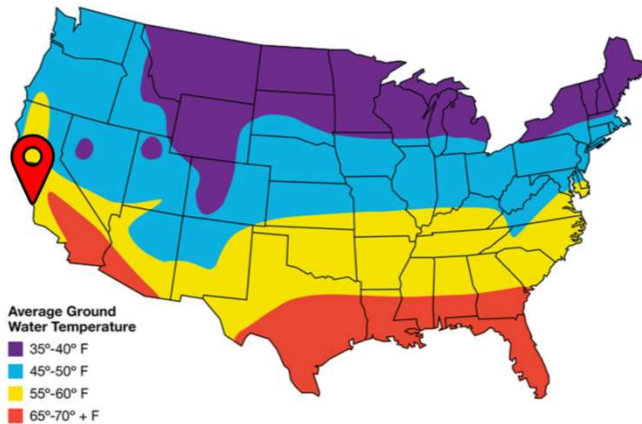 Average Ground
Water Temperature
35º-40º F
45º-50º F
55º-60º F
65º-70º + F